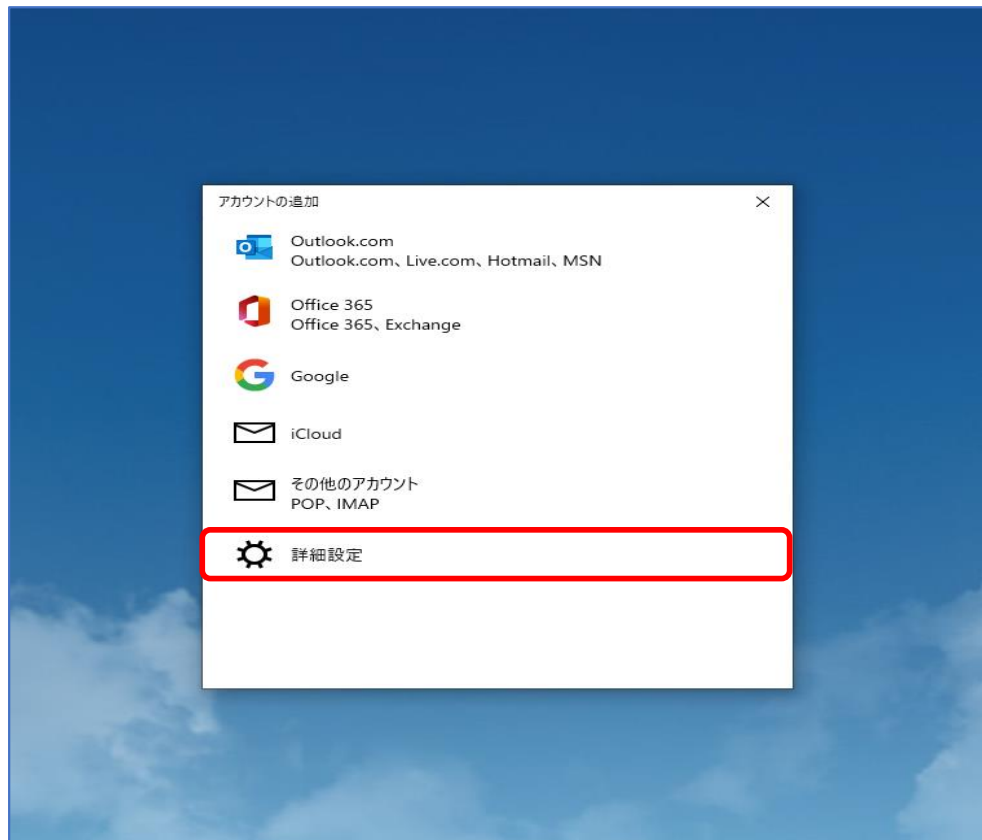 アカウントの追加
Outlook.com
Outlook.com、Live.com、Hotmail、MSN
Office 365
Office 365、Exchange
Google
iCloud
その他のアカウント
POP、IMAP
詳細設定